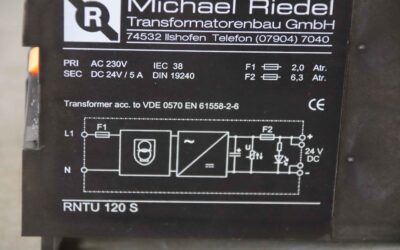 R
Michael Riedel
Transformatorenbau GmbH
74532 Ilshofen Telefon (07904) 7040
PRI AC 230V IEC 38 F1 2,0 Atr.
SEC DC 24V / 5 A DIN 19240 F2 6,3 Atr.
Transformer acc. to VDE 0570 EN 61558-2-6 CE
L1 F1 F2 +
U
24 V
DC
N -
RNTU 120 S